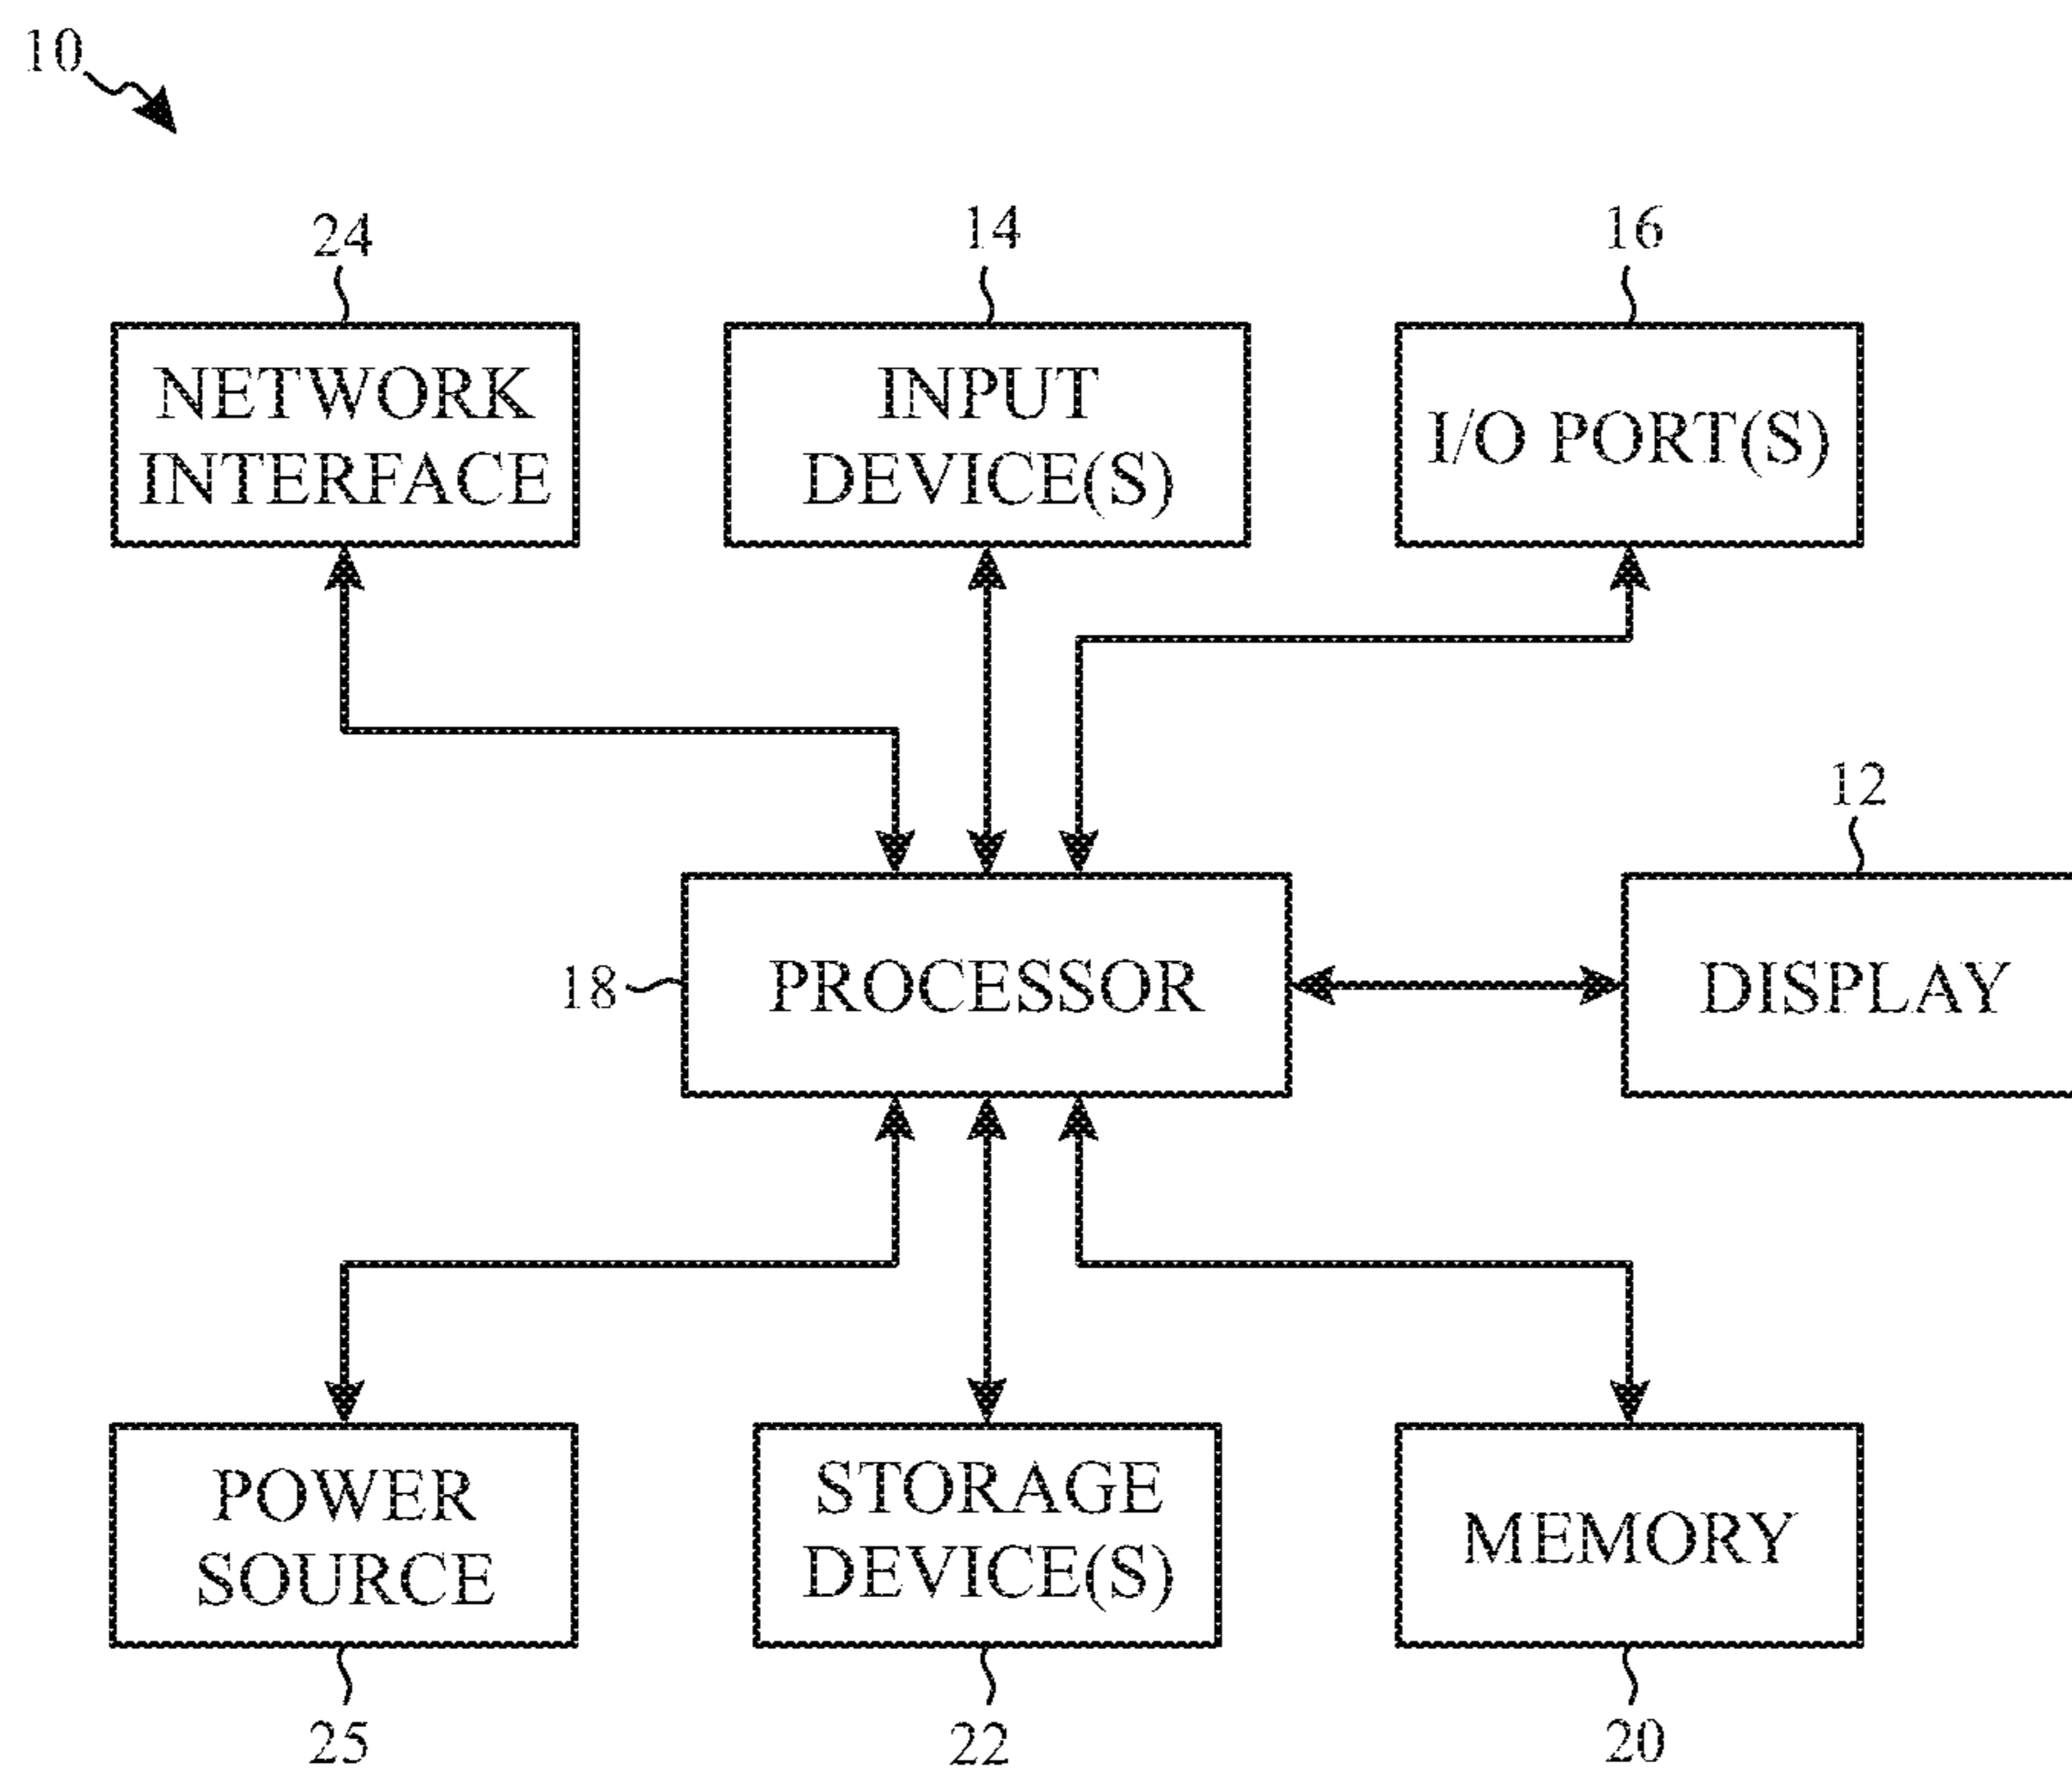 10
24
14
16
NETWORK
INTERFACE
INPUT
DEVICE(S)
I/O PORT(S)
12
18
PROCESSOR
DISPLAY
POWER
SOURCE
STORAGE
DEVICE(S)
MEMORY
25
22
20